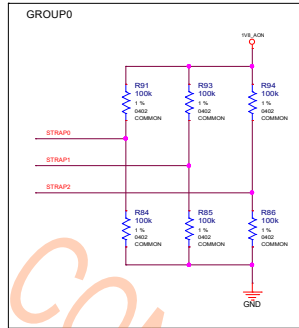 GROUP0
1V8_AON
R91
100k
1 %
0402
COMMON
R93
100k
1 %
0402
COMMON
R94
100k
1 %
0402
COMMON
STRAP0
STRAP1
STRAP2
R84
100k
1 %
0402
COMMON
R85
100k
1 %
0402
COMMON
R86
100k
1 %
0402
COMMON
GND